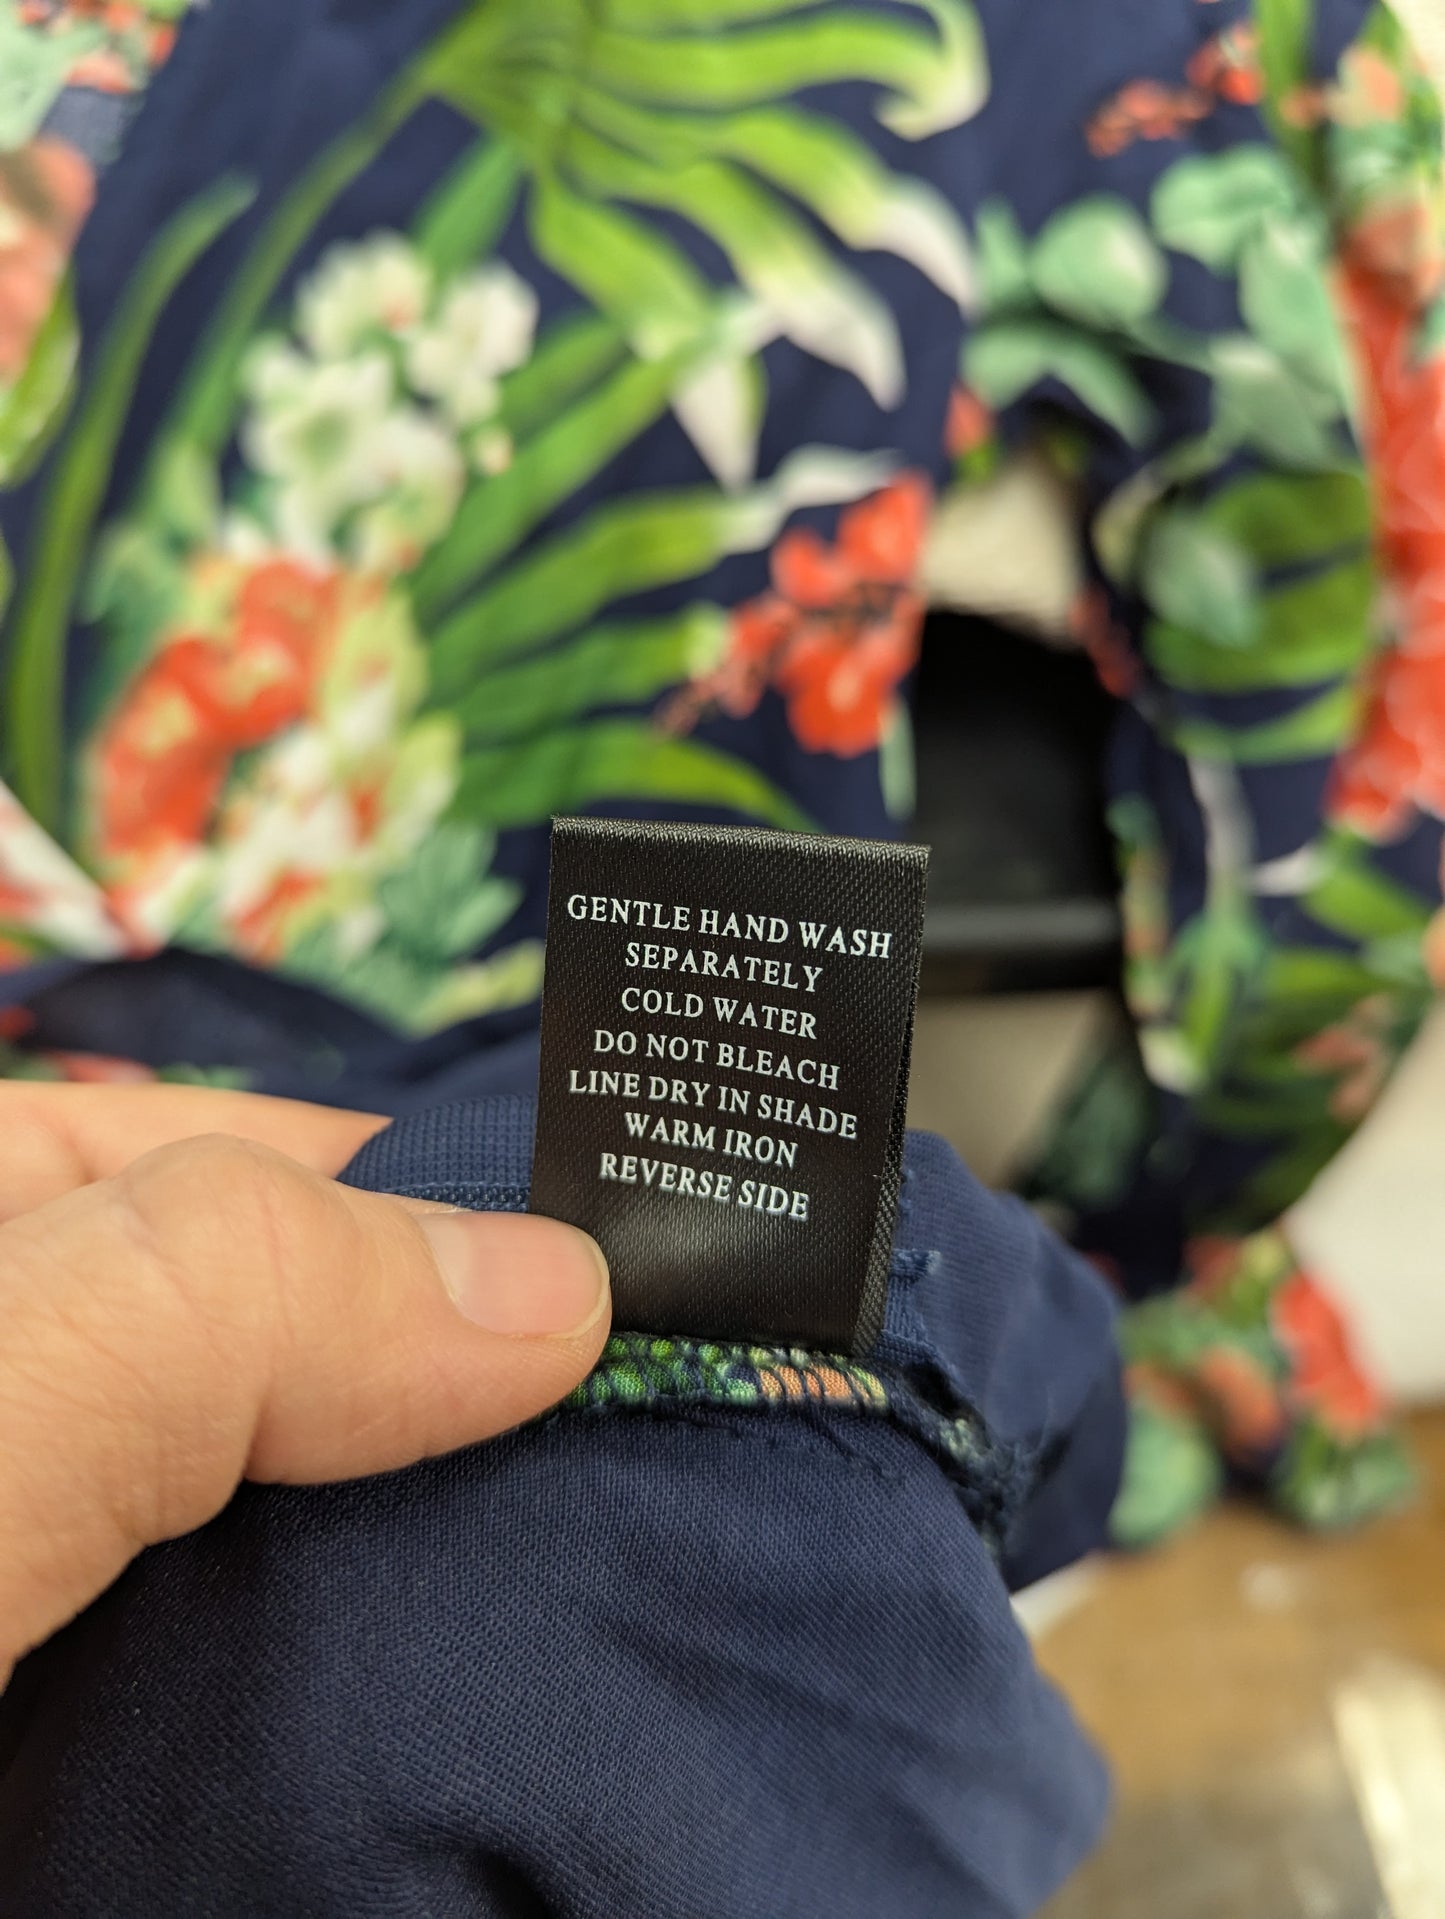 GENTLE HAND WASH
SEPARATELY
COLD WATER
DO NOT BLEACH
LINE DRY IN SHADE
WARM IRON
REVERSE SIDE